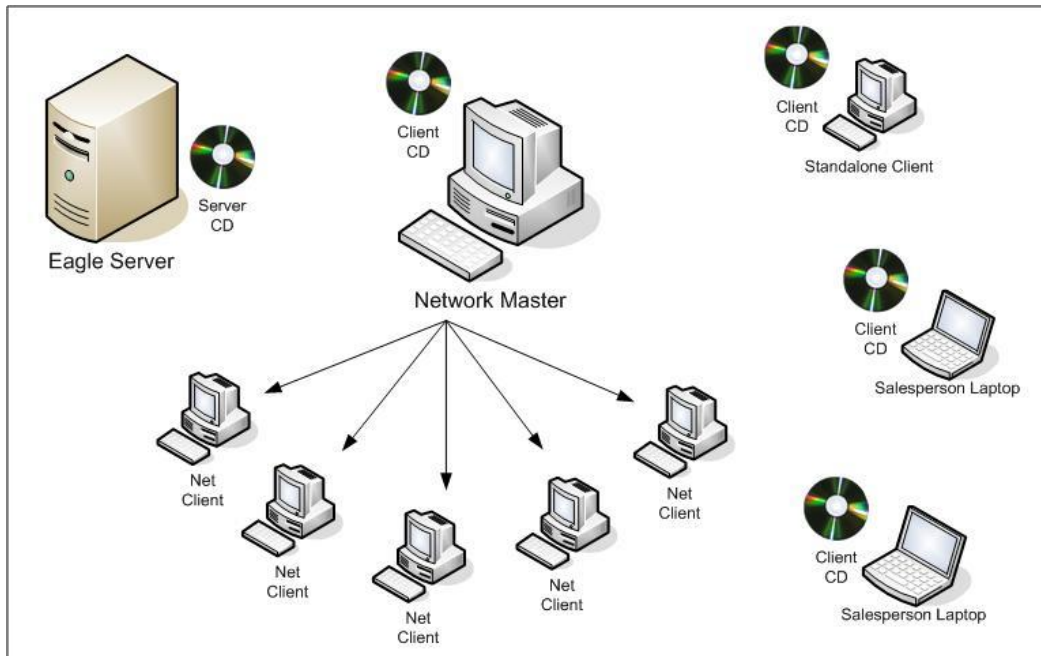 Server
CD
Eagle Server
Client
CD
Network Master
Client
CD
Standalone Client
Client
CD
Salesperson Laptop
Client
CD
Salesperson Laptop
Net
Client
Net
Client
Net
Client
Net
Client
Net
Client